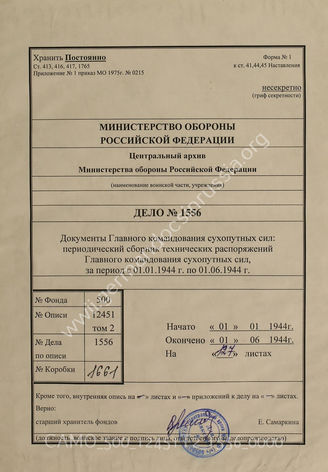 Хранить Постоянно
Форма № 1
Ст. 413, 416, 417, 1765
к ст. 41,44,45 Наставления
Приложение № 1 приказ МО 1975г. № 0215
несекретно
(гриф секретности)
МИНИСТЕРСТВО ОБОРОНЫ
РОССИЙСКОЙ ФЕДЕРАЦИИ
Центральный архив
Министерства обороны Российской Федерации
(наименование воинской части, учреждения)
ДЕЛО № 1556
Документы Главного командования сухопутных сил:
периодический сборник технических распоряжений
Главного командования сухопутных сил,
за период с 01.01.1944 г. по 01.06.1944 г.
№ Фонда 500
№ Описи 12451
том 2
№ Дела 1556
по описи
№ Коробки 1661
Начато « 01 » 01 1944г.
Окончено « 01 » 06 1944г.
На « 127 » листах
Кроме того, внутренняя опись на «–» листах и «–» приложений к делу на «–» листах.
Верно:
старший хранитель фондов
Е. Самаркина
www.germandocsinrussia.org